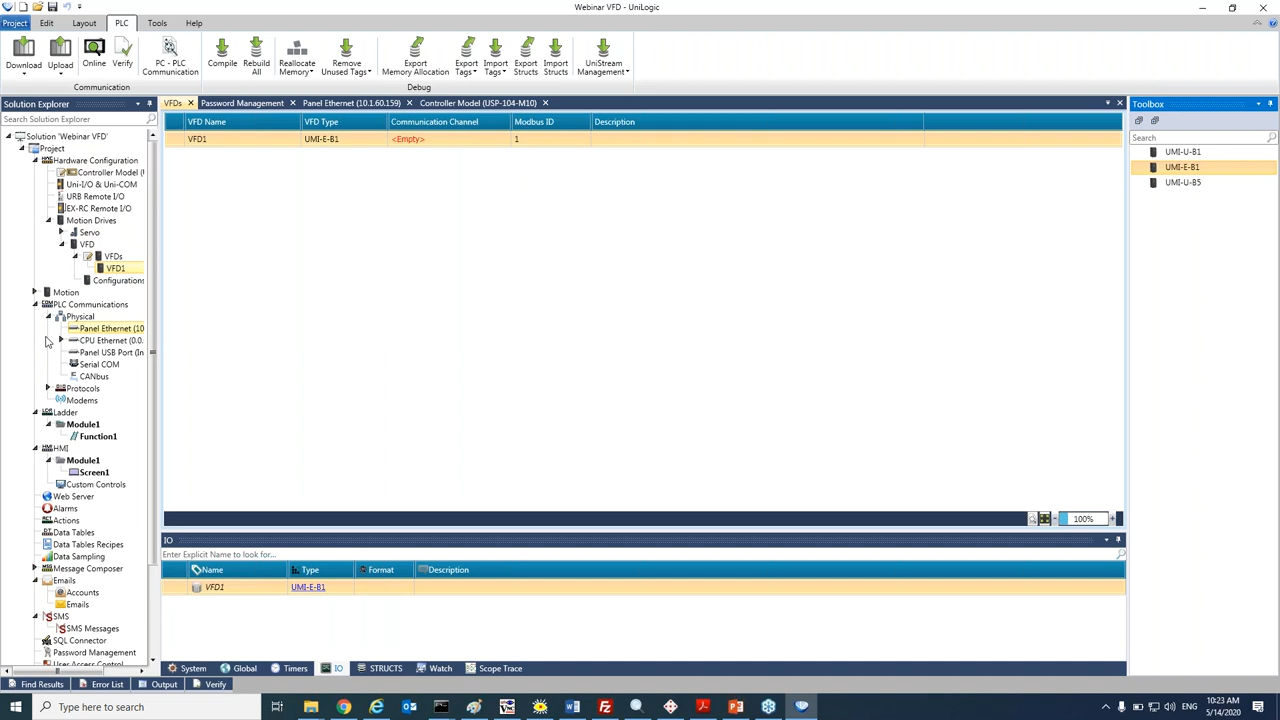 Webinar VFD - UniLogic
Project Edit Layout PLC Tools Help
Download Upload Online Verify PC - PLC Communication Compile Rebuild All Reallocate Memory Remove Unused Tags Export Memory Allocation Export Tags Import Tags Export Structs Import Structs UniStream Management
Communication Debug
Solution Explorer
Search Solution Explorer
Solution 'Webinar VFD'
Project
Hardware Configuration
Controller Model (
Uni-I/O & Uni-COM
URB Remote I/O
EX-RC Remote I/O
Motion Drives
Servo
VFD
VFDs
VFD1
Configurations
Motion
PLC Communications
Physical
Panel Ethernet (10
CPU Ethernet (0.0.
Panel USB Port (In
Serial COM
CANbus
Protocols
Modems
Ladder
Module1
Function1
HMI
Module1
Screen1
Custom Controls
Web Server
Alarms
Actions
Data Tables
Data Tables Recipes
Data Sampling
Message Composer
Emails
Accounts
Emails
SMS
SMS Messages
SQL Connector
Password Management
User Access Control
VFDs Password Management Panel Ethernet (10.1.60.159) Controller Model (USP-104-M10)
VFD Name VFD Type Communication Channel Modbus ID Description
VFD1 UMI-E-B1 <Empty> 1
100%
IO
Enter Explicit Name to look for...
Name Type Format Description
VFD1 UMI-E-B1
System Global Timers IO STRUCTS Watch Scope Trace
Toolbox
Search
UMI-U-B1
UMI-E-B1
UMI-U-B5
Find Results Error List Output Verify
Type here to search
ENG
10:23 AM
5/14/2020